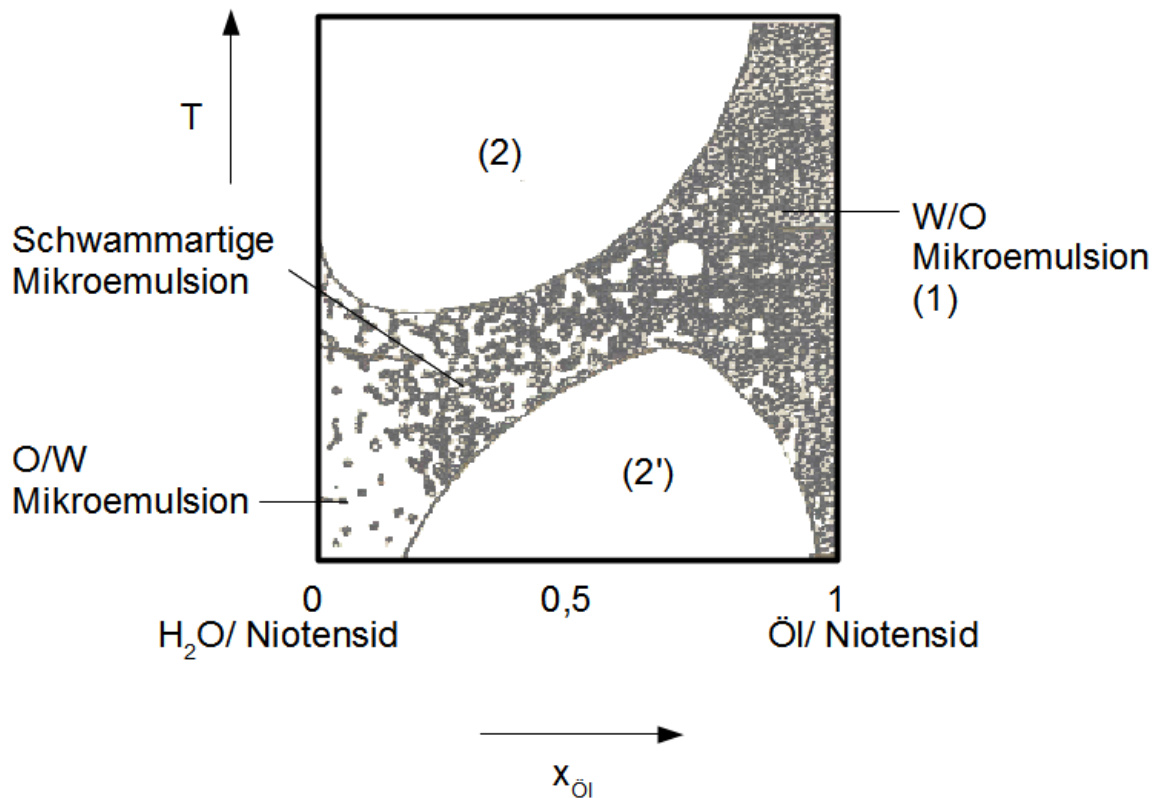 T
(2)
Schwammartige
Mikroemulsion
W/O
Mikroemulsion
(1)
O/W
Mikroemulsion
(2')
0
0,5
1
H₂O/ Niotensid
Öl/ Niotensid
xÖl